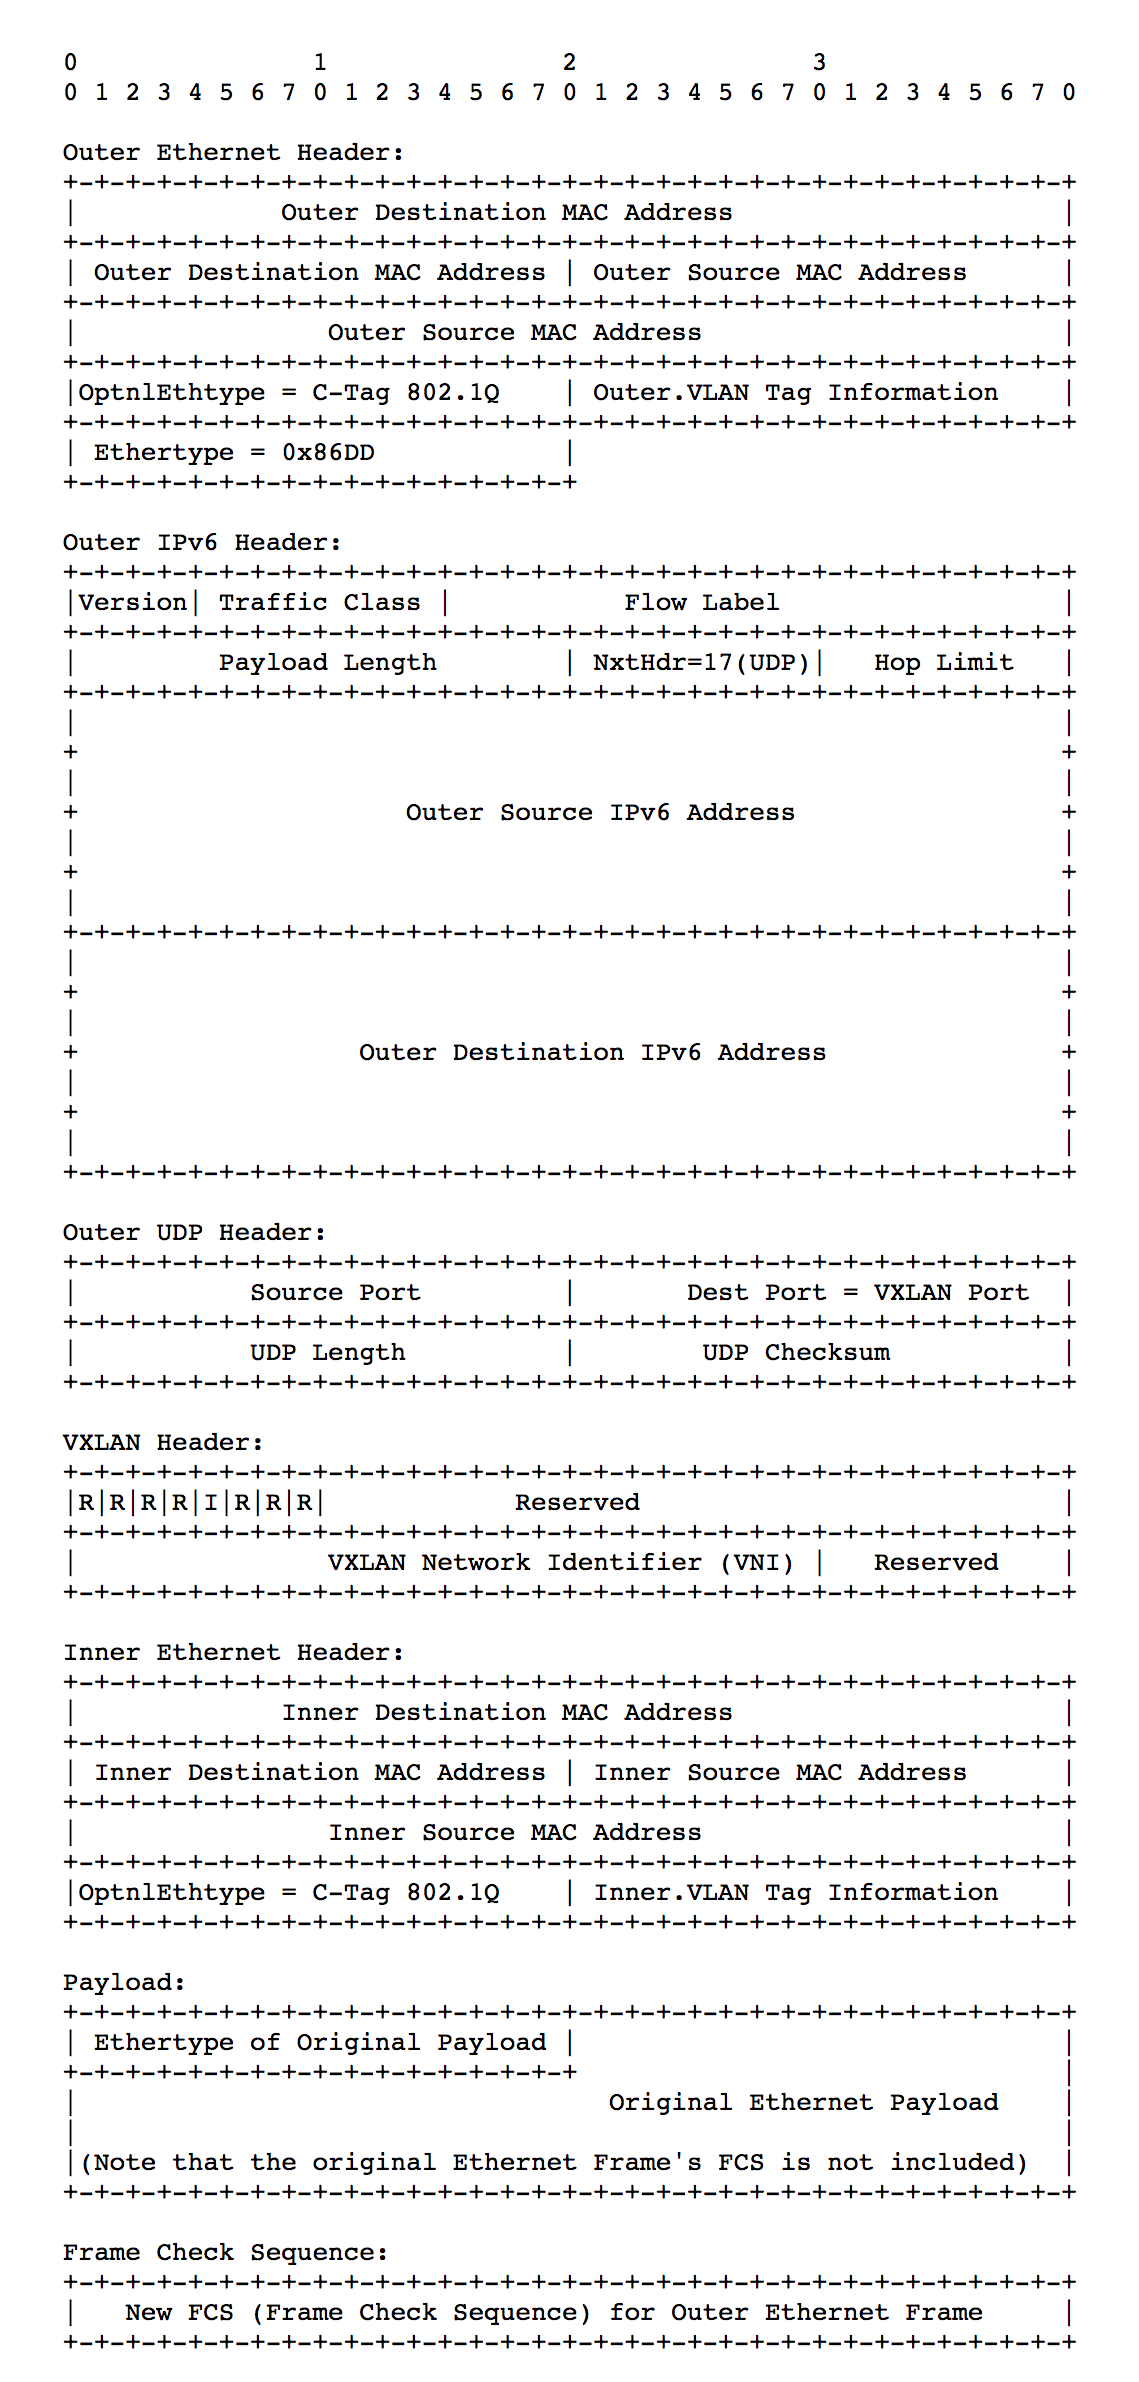 0 1 2 3
0 1 2 3 4 5 6 7 0 1 2 3 4 5 6 7 0 1 2 3 4 5 6 7 0 1 2 3 4 5 6 7 0
Outer Ethernet Header:
+-+-+-+-+-+-+-+-+-+-+-+-+-+-+-+-+-+-+-+-+-+-+-+-+-+-+-+-+-+-+-+-+
| Outer Destination MAC Address |
+-+-+-+-+-+-+-+-+-+-+-+-+-+-+-+-+-+-+-+-+-+-+-+-+-+-+-+-+-+-+-+-+
| Outer Destination MAC Address | Outer Source MAC Address |
+-+-+-+-+-+-+-+-+-+-+-+-+-+-+-+-+-+-+-+-+-+-+-+-+-+-+-+-+-+-+-+-+
| Outer Source MAC Address |
+-+-+-+-+-+-+-+-+-+-+-+-+-+-+-+-+-+-+-+-+-+-+-+-+-+-+-+-+-+-+-+-+
|OptnlEthtype = C-Tag 802.1Q | Outer.VLAN Tag Information |
+-+-+-+-+-+-+-+-+-+-+-+-+-+-+-+-+-+-+-+-+-+-+-+-+-+-+-+-+-+-+-+-+
| Ethertype = 0x86DD |
+-+-+-+-+-+-+-+-+-+-+-+-+-+-+-+-+
Outer IPv6 Header:
+-+-+-+-+-+-+-+-+-+-+-+-+-+-+-+-+-+-+-+-+-+-+-+-+-+-+-+-+-+-+-+-+
|Version| Traffic Class | Flow Label |
+-+-+-+-+-+-+-+-+-+-+-+-+-+-+-+-+-+-+-+-+-+-+-+-+-+-+-+-+-+-+-+-+
| Payload Length | NxtHdr=17(UDP)| Hop Limit |
+-+-+-+-+-+-+-+-+-+-+-+-+-+-+-+-+-+-+-+-+-+-+-+-+-+-+-+-+-+-+-+-+
| |
+ +
| |
+ Outer Source IPv6 Address +
| |
+ +
| |
+-+-+-+-+-+-+-+-+-+-+-+-+-+-+-+-+-+-+-+-+-+-+-+-+-+-+-+-+-+-+-+-+
| |
+ +
| |
+ Outer Destination IPv6 Address +
| |
+ +
| |
+-+-+-+-+-+-+-+-+-+-+-+-+-+-+-+-+-+-+-+-+-+-+-+-+-+-+-+-+-+-+-+-+
Outer UDP Header:
+-+-+-+-+-+-+-+-+-+-+-+-+-+-+-+-+-+-+-+-+-+-+-+-+-+-+-+-+-+-+-+-+
| Source Port | Dest Port = VXLAN Port |
+-+-+-+-+-+-+-+-+-+-+-+-+-+-+-+-+-+-+-+-+-+-+-+-+-+-+-+-+-+-+-+-+
| UDP Length | UDP Checksum |
+-+-+-+-+-+-+-+-+-+-+-+-+-+-+-+-+-+-+-+-+-+-+-+-+-+-+-+-+-+-+-+-+
VXLAN Header:
+-+-+-+-+-+-+-+-+-+-+-+-+-+-+-+-+-+-+-+-+-+-+-+-+-+-+-+-+-+-+-+-+
|R|R|R|R|I|R|R|R| Reserved |
+-+-+-+-+-+-+-+-+-+-+-+-+-+-+-+-+-+-+-+-+-+-+-+-+-+-+-+-+-+-+-+-+
| VXLAN Network Identifier (VNI) | Reserved |
+-+-+-+-+-+-+-+-+-+-+-+-+-+-+-+-+-+-+-+-+-+-+-+-+-+-+-+-+-+-+-+-+
Inner Ethernet Header:
+-+-+-+-+-+-+-+-+-+-+-+-+-+-+-+-+-+-+-+-+-+-+-+-+-+-+-+-+-+-+-+-+
| Inner Destination MAC Address |
+-+-+-+-+-+-+-+-+-+-+-+-+-+-+-+-+-+-+-+-+-+-+-+-+-+-+-+-+-+-+-+-+
| Inner Destination MAC Address | Inner Source MAC Address |
+-+-+-+-+-+-+-+-+-+-+-+-+-+-+-+-+-+-+-+-+-+-+-+-+-+-+-+-+-+-+-+-+
| Inner Source MAC Address |
+-+-+-+-+-+-+-+-+-+-+-+-+-+-+-+-+-+-+-+-+-+-+-+-+-+-+-+-+-+-+-+-+
|OptnlEthtype = C-Tag 802.1Q | Inner.VLAN Tag Information |
+-+-+-+-+-+-+-+-+-+-+-+-+-+-+-+-+-+-+-+-+-+-+-+-+-+-+-+-+-+-+-+-+
Payload:
+-+-+-+-+-+-+-+-+-+-+-+-+-+-+-+-+-+-+-+-+-+-+-+-+-+-+-+-+-+-+-+-+
| Ethertype of Original Payload | |
+-+-+-+-+-+-+-+-+-+-+-+-+-+-+-+-+ |
| Original Ethernet Payload |
| |
|(Note that the original Ethernet Frame's FCS is not included) |
+-+-+-+-+-+-+-+-+-+-+-+-+-+-+-+-+-+-+-+-+-+-+-+-+-+-+-+-+-+-+-+-+
Frame Check Sequence:
+-+-+-+-+-+-+-+-+-+-+-+-+-+-+-+-+-+-+-+-+-+-+-+-+-+-+-+-+-+-+-+-+
| New FCS (Frame Check Sequence) for Outer Ethernet Frame |
+-+-+-+-+-+-+-+-+-+-+-+-+-+-+-+-+-+-+-+-+-+-+-+-+-+-+-+-+-+-+-+-+